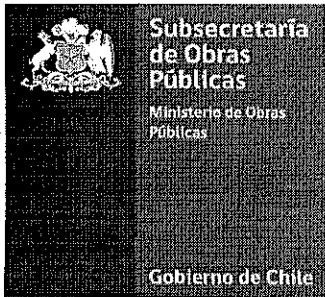 Subsecretaría
de Obras
Públicas
Ministerio de Obras
Públicas
Gobierno de Chile